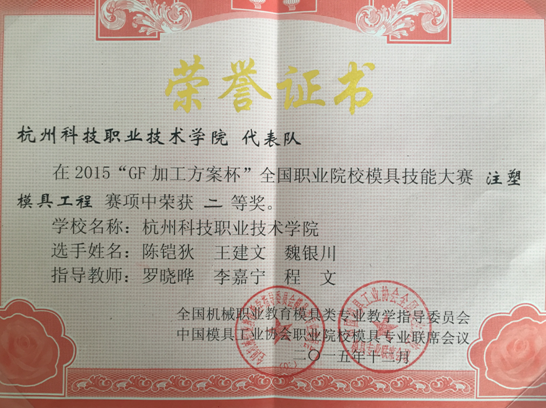 荣誉证书
杭州科技职业技术学院 代表队
在2015“GF加工方案杯”全国职业院校模具技能大赛 注塑
模具工程 赛项中荣获 二 等奖。
学校名称：杭州科技职业技术学院
选手姓名：陈铠狄 王建文 魏银川
指导教师：罗晓晔 李嘉宁 程 文
全国机械职业教育模具类专业教学指导委员会
中国模具工业协会职业院校模具专业联席会议
二〇一五年十 月